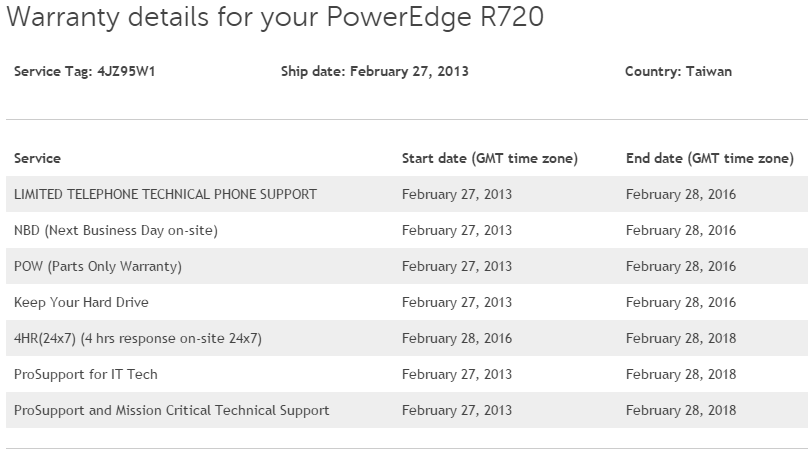 Warranty details for your PowerEdge R720
Service Tag: 4JZ95W1 Ship date: February 27, 2013 Country: Taiwan
Service Start date (GMT time zone) End date (GMT time zone)
LIMITED TELEPHONE TECHNICAL PHONE SUPPORT February 27, 2013 February 28, 2016
NBD (Next Business Day on-site) February 27, 2013 February 28, 2016
POW (Parts Only Warranty) February 27, 2013 February 28, 2016
Keep Your Hard Drive February 27, 2013 February 28, 2016
4HR(24x7) (4 hrs response on-site 24x7) February 28, 2016 February 28, 2018
ProSupport for IT Tech February 27, 2013 February 28, 2018
ProSupport and Mission Critical Technical Support February 27, 2013 February 28, 2018